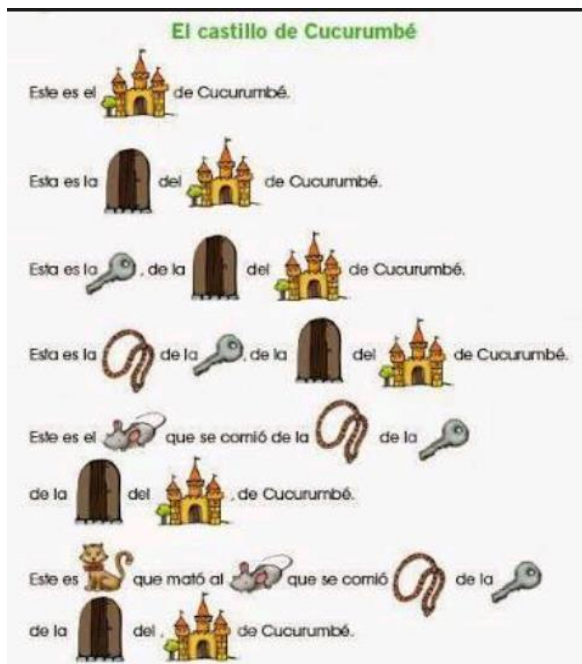 El castillo de Cucurumbé
Este es el de Cucurumbé.
Esta es la del de Cucurumbé.
Esta es la , de la del de Cucurumbé.
Esta es la de la , de la del de Cucurumbé.
Este es el que se comió de la de la
de la del , de Cucurumbé.
Este es que mató al que se comió de la
de la del , de Cucurumbé.